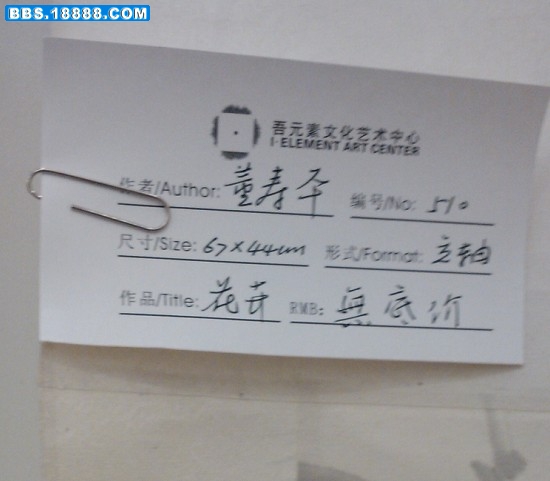 BBS.18888.COM
吾元素文化艺术中心
I·ELEMENT ART CENTER
作者/Author: 董寿平 编号/No: 510
尺寸/Size: 67×44cm 形式/Format: 立轴
作品/Title: 花卉 RMB: 無底价